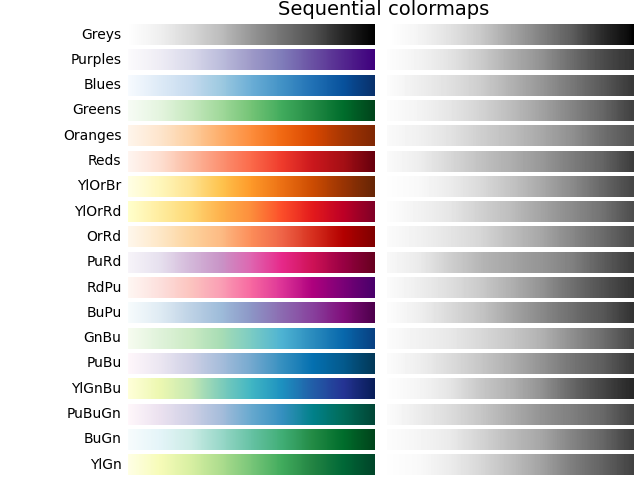 Sequential colormaps
Greys
Purples
Blues
Greens
Oranges
Reds
YlOrBr
YlOrRd
OrRd
PuRd
RdPu
BuPu
GnBu
PuBu
YlGnBu
PuBuGn
BuGn
YlGn